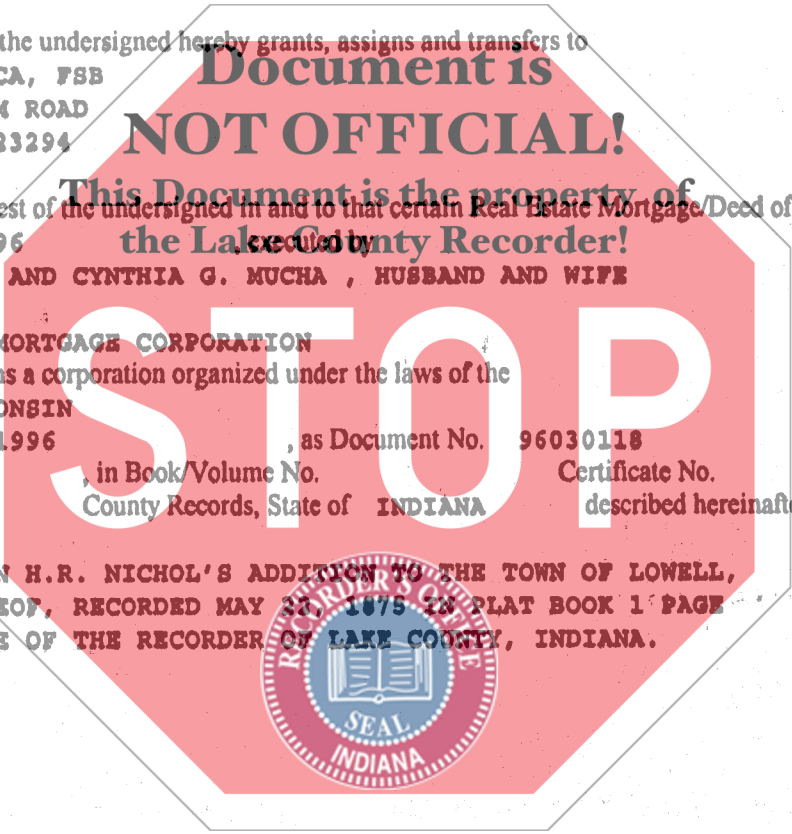 the undersigned hereby grants, assigns and transfers to
Document is
CA, FSB
ROAD
23294
NOT OFFICIAL!
This Document is the property of
est of the undersigned in and to that certain Real Estate Mortgage/Deed of
the Lake County Recorder!
96 , executed by
AND CYNTHIA G. MUCHA , HUSBAND AND WIFE
STOP
MORTGAGE CORPORATION
as a corporation organized under the laws of the
ONSIN
1996 , as Document No. 96030118
, in Book/Volume No. Certificate No.
County Records, State of INDIANA described hereinafte
N H.R. NICHOL'S ADDITION TO THE TOWN OF LOWELL,
EOF, RECORDED MAY 1875 IN PLAT BOOK 1 PAGE
E OF THE RECORDER OF LAKE COUNTY, INDIANA.
RECORDER'S OFFICE
SEAL
INDIANA